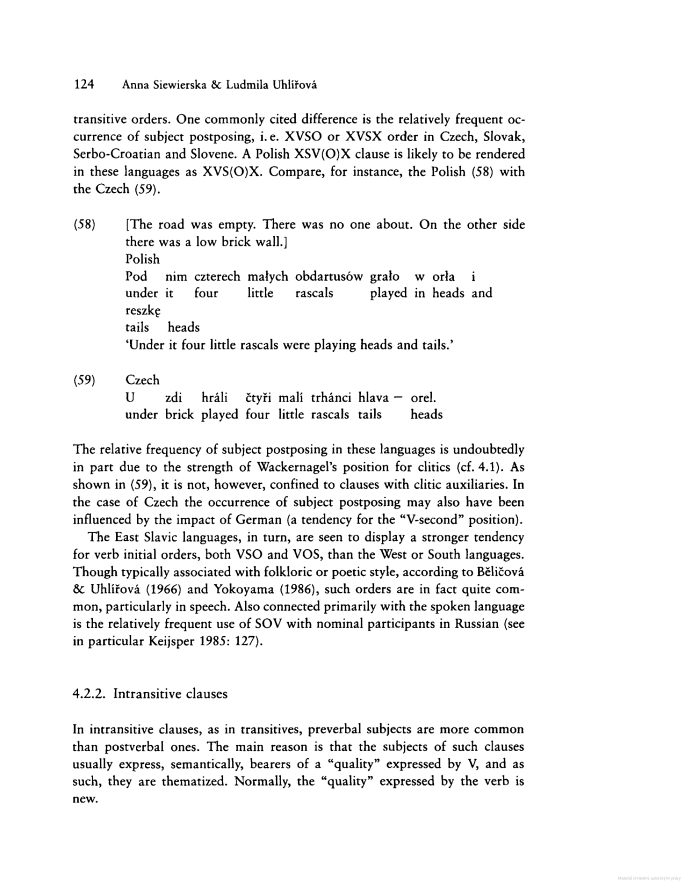 124 Anna Siewierska & Ludmila Uhlířová
transitive orders. One commonly cited difference is the relatively frequent oc-
currence of subject postposing, i. e. XVSO or XVSX order in Czech, Slovak,
Serbo-Croatian and Slovene. A Polish XSV(O)X clause is likely to be rendered
in these languages as XVS(O)X. Compare, for instance, the Polish (58) with
the Czech (59).
(58) [The road was empty. There was no one about. On the other side
there was a low brick wall.]
Polish
Pod nim czterech małych obdartusów grało w orła i
under it four little rascals played in heads and
reszkę
tails heads
‘Under it four little rascals were playing heads and tails.’
(59) Czech
U zdi hráli čtyři malí trhánci hlava – orel.
under brick played four little rascals tails heads
The relative frequency of subject postposing in these languages is undoubtedly
in part due to the strength of Wackernagel’s position for clitics (cf. 4.1). As
shown in (59), it is not, however, confined to clauses with clitic auxiliaries. In
the case of Czech the occurrence of subject postposing may also have been
influenced by the impact of German (a tendency for the “V-second” position).
The East Slavic languages, in turn, are seen to display a stronger tendency
for verb initial orders, both VSO and VOS, than the West or South languages.
Though typically associated with folkloric or poetic style, according to Běličová
& Uhlířová (1966) and Yokoyama (1986), such orders are in fact quite com-
mon, particularly in speech. Also connected primarily with the spoken language
is the relatively frequent use of SOV with nominal participants in Russian (see
in particular Keijsper 1985: 127).
4.2.2. Intransitive clauses
In intransitive clauses, as in transitives, preverbal subjects are more common
than postverbal ones. The main reason is that the subjects of such clauses
usually express, semantically, bearers of a “quality” expressed by V, and as
such, they are thematized. Normally, the “quality” expressed by the verb is
new.